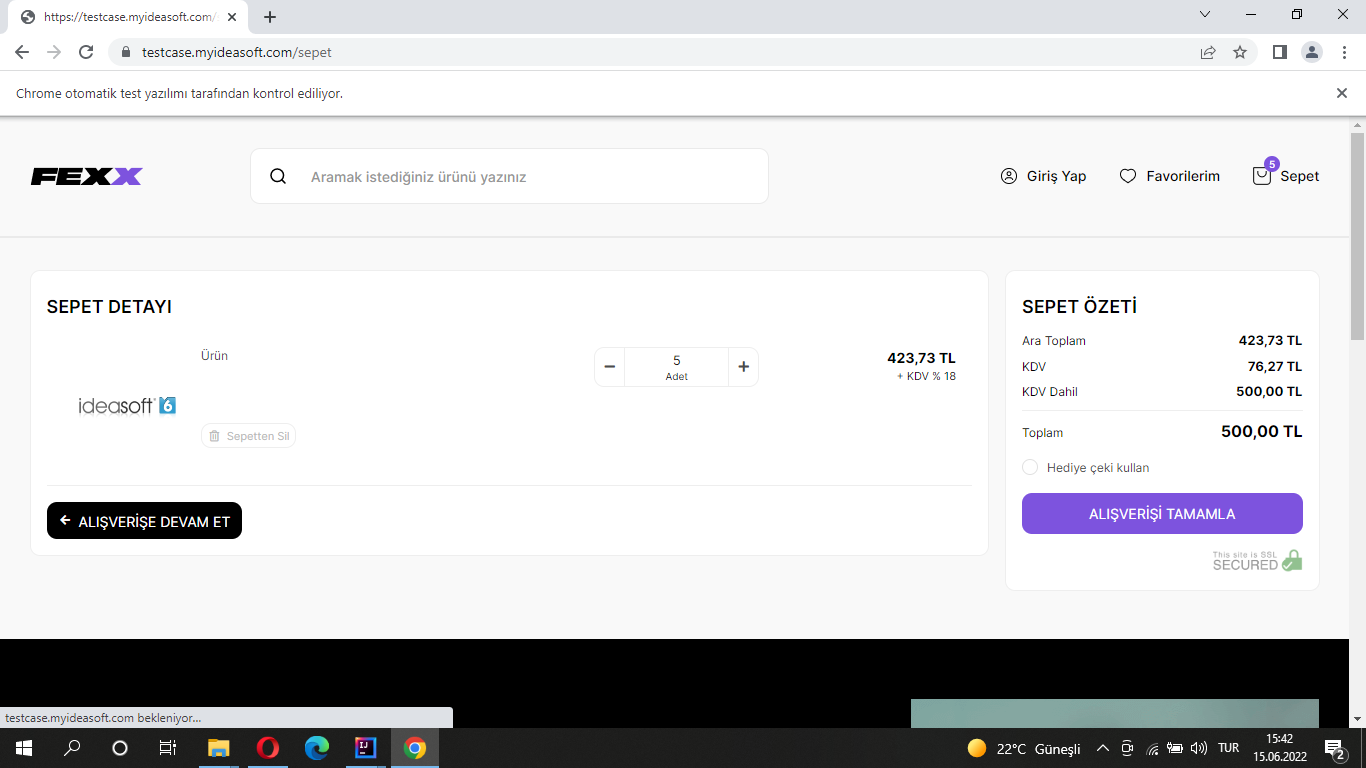 https://testcase.myideasoft.com/
testcase.myideasoft.com/sepet
Chrome otomatik test yazılımı tarafından kontrol ediliyor.
FEXX
Aramak istediğiniz ürünü yazınız
Giriş Yap
Favorilerim
5
Sepet
SEPET DETAYI
Ürün
5
Adet
423,73 TL
+ KDV % 18
ideasoft 6
Sepetten Sil
ALIŞVERİŞE DEVAM ET
SEPET ÖZETİ
Ara Toplam 423,73 TL
KDV 76,27 TL
KDV Dahil 500,00 TL
Toplam 500,00 TL
Hediye çeki kullan
ALIŞVERİŞİ TAMAMLA
This site is SSL
SECURED
testcase.myideasoft.com bekleniyor...
22°C Güneşli
TUR
15:42
15.06.2022
2